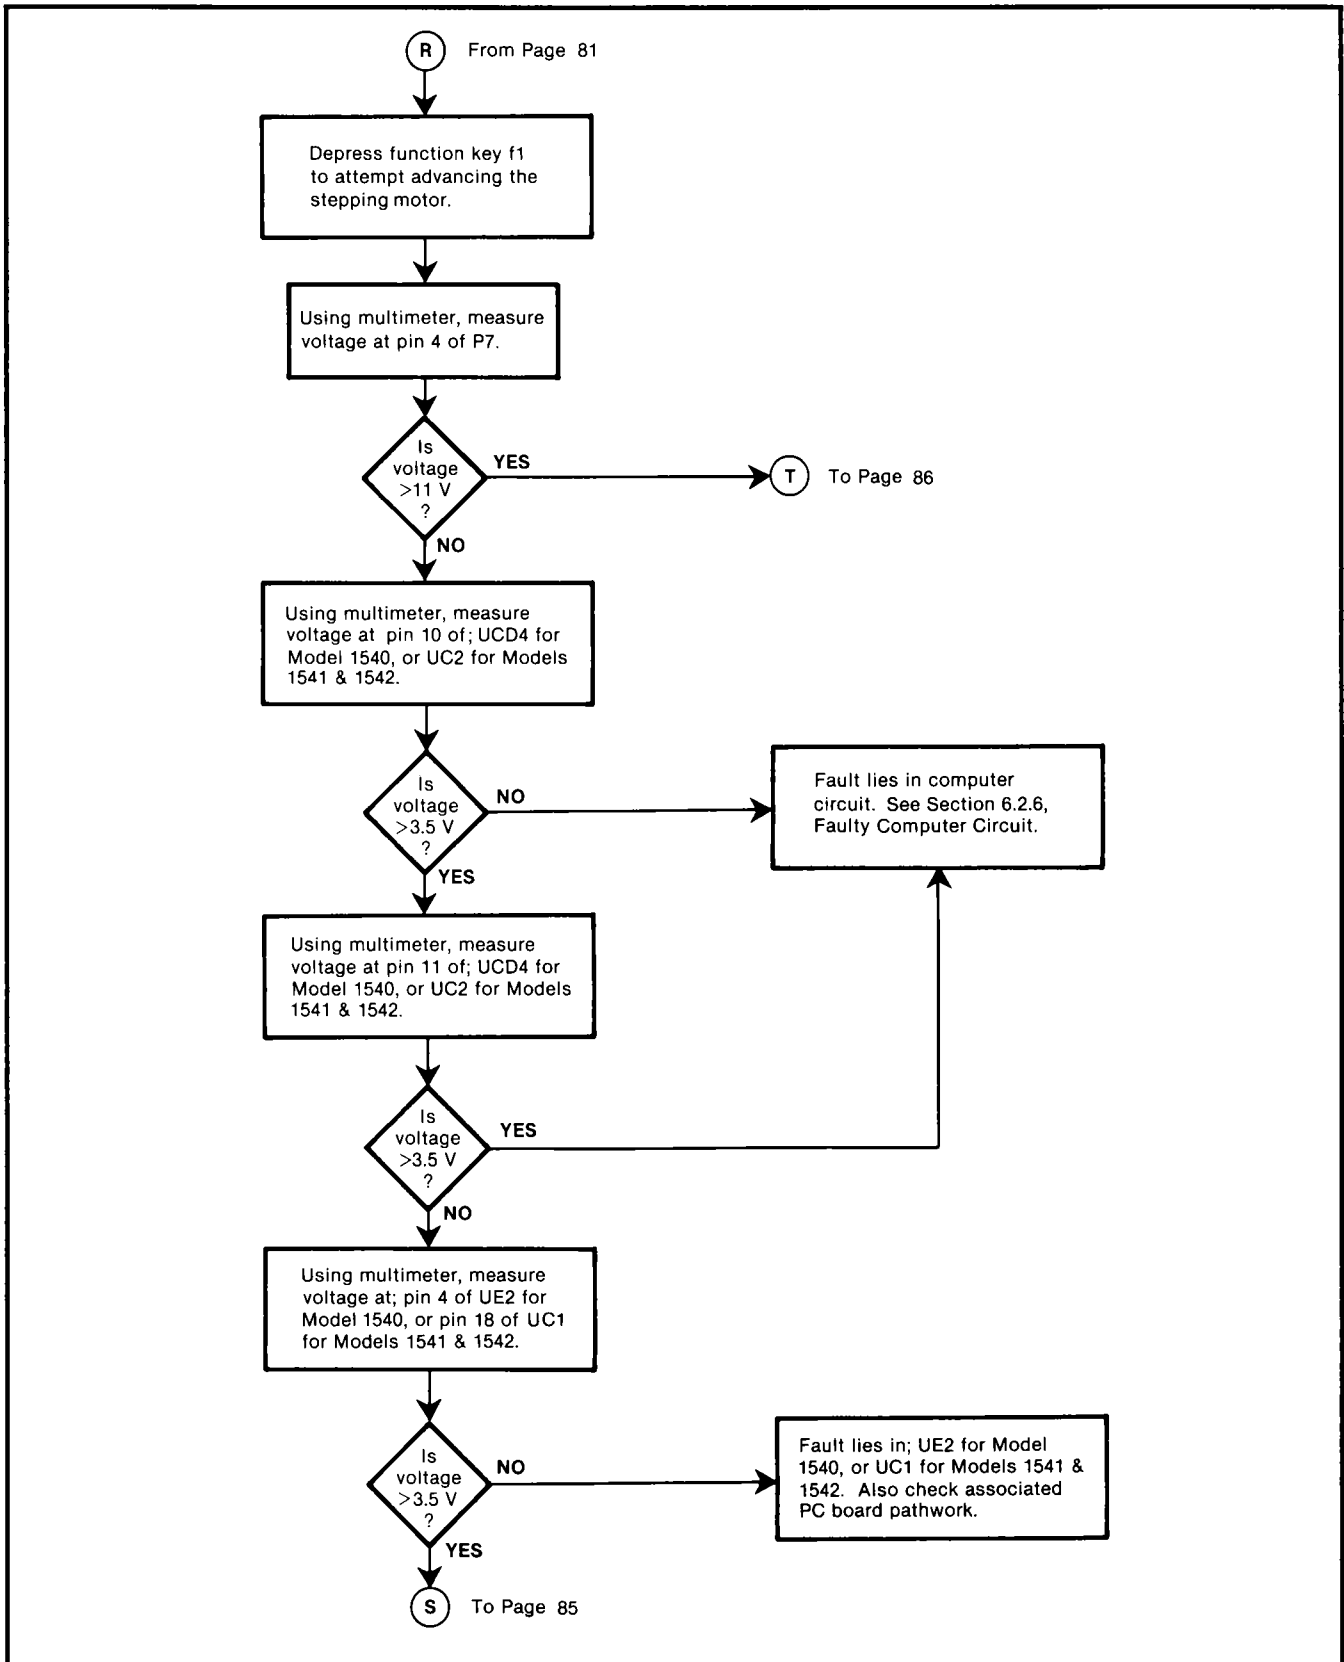 R From Page 81
Depress function key f1
to attempt advancing the
stepping motor.
Using multimeter, measure
voltage at pin 4 of P7.
Is
voltage
>11 V
?
YES
T To Page 86
NO
Using multimeter, measure
voltage at pin 10 of; UCD4 for
Model 1540, or UC2 for Models
1541 & 1542.
Is
voltage
>3.5 V
?
NO
Fault lies in computer
circuit. See Section 6.2.6,
Faulty Computer Circuit.
YES
Using multimeter, measure
voltage at pin 11 of; UCD4 for
Model 1540, or UC2 for Models
1541 & 1542.
Is
voltage
>3.5 V
?
YES
NO
Using multimeter, measure
voltage at; pin 4 of UE2 for
Model 1540, or pin 18 of UC1
for Models 1541 & 1542.
Is
voltage
>3.5 V
?
NO
Fault lies in; UE2 for Model
1540, or UC1 for Models 1541 &
1542. Also check associated
PC board pathwork.
YES
S To Page 85